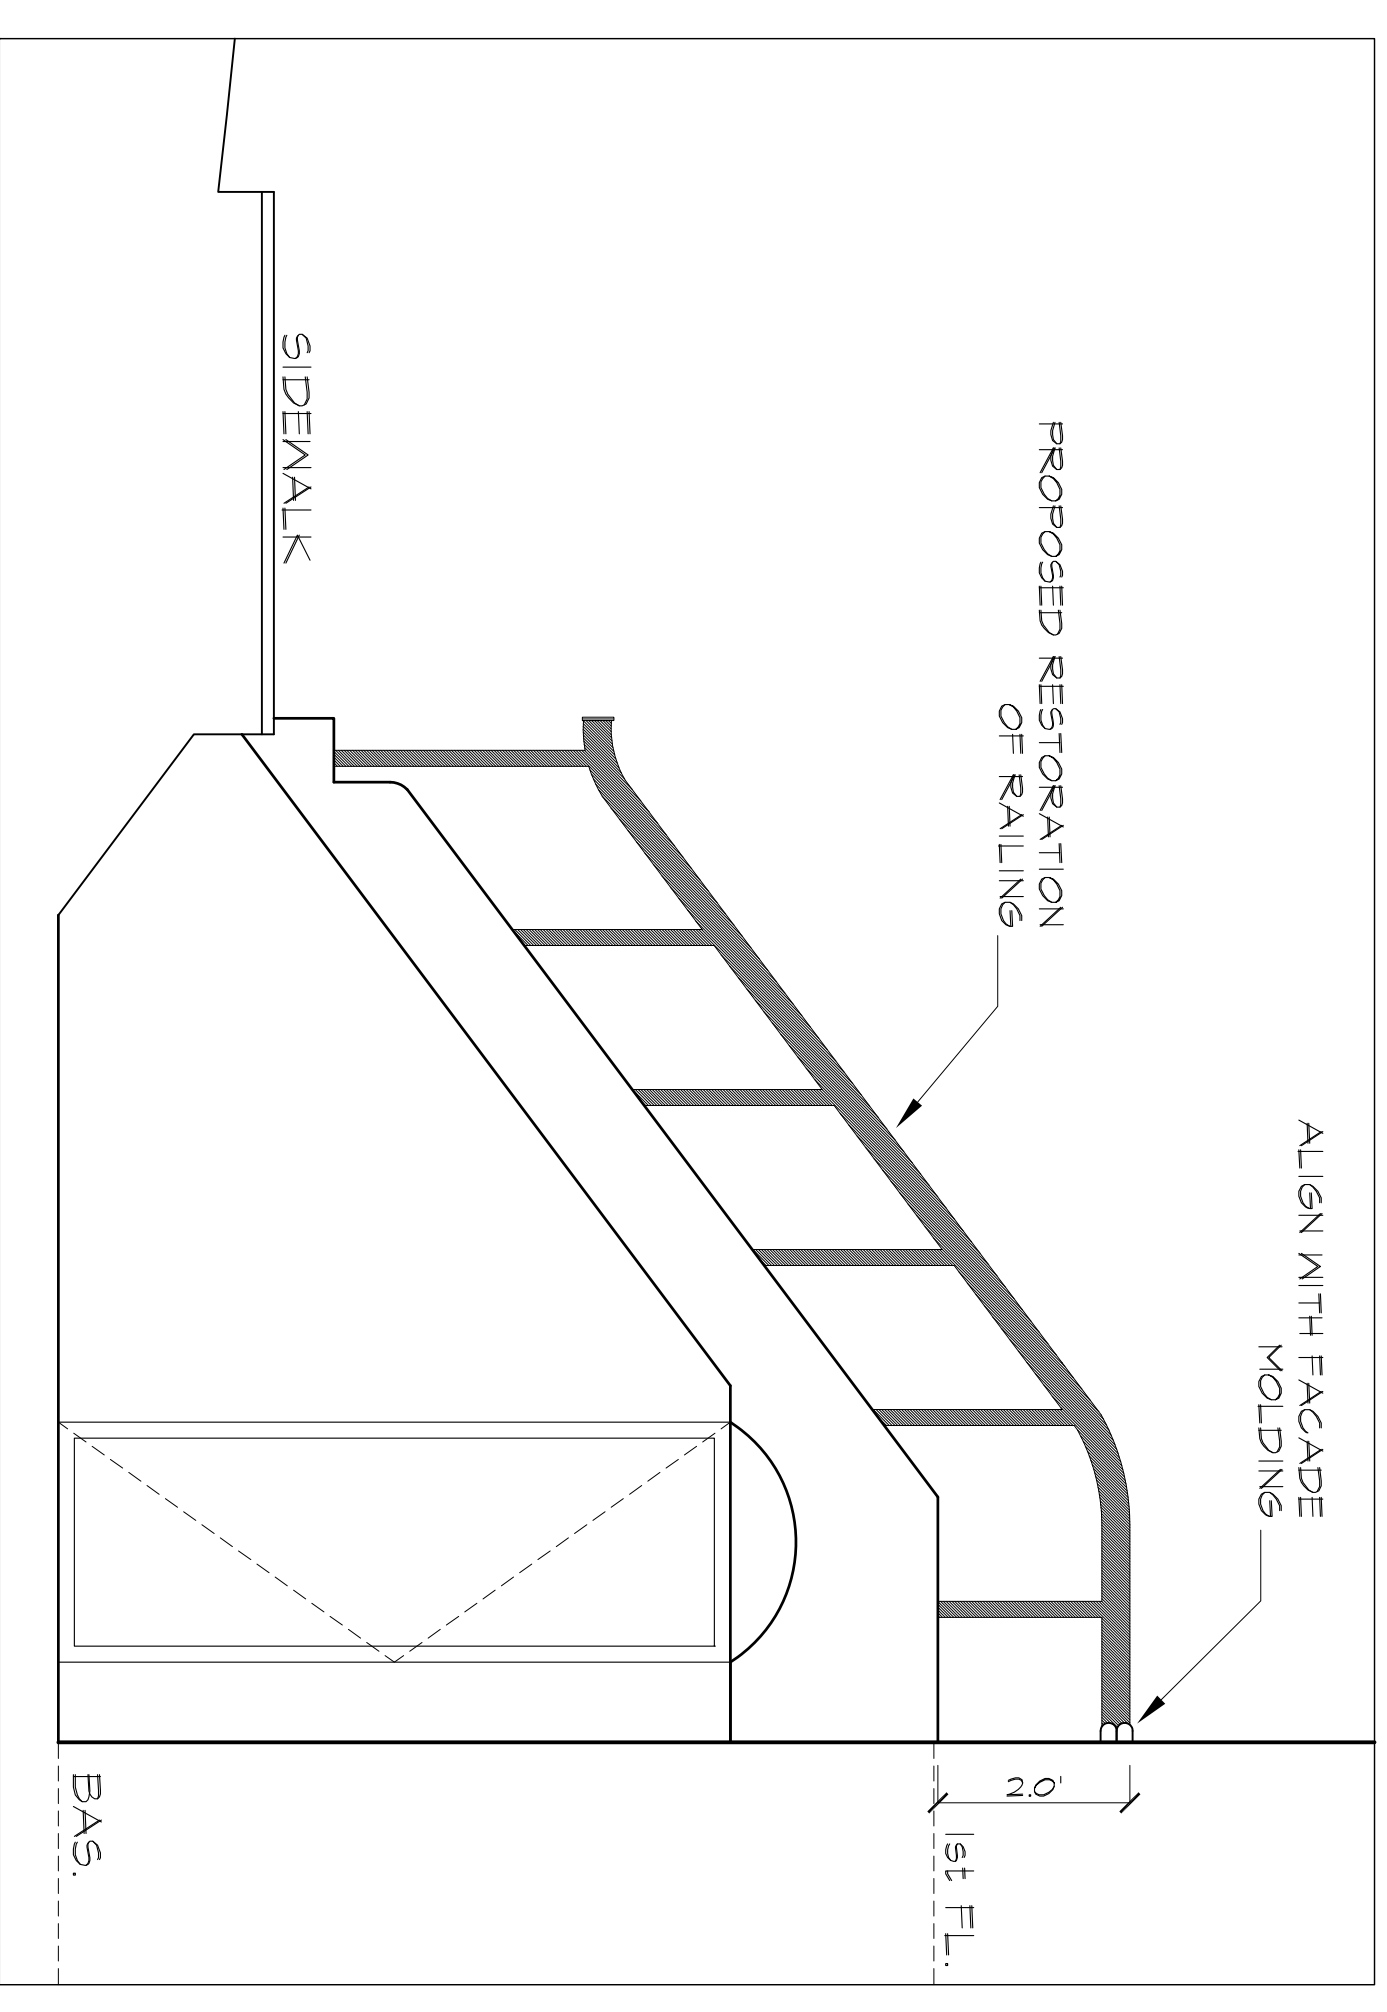 ALIGN WITH FACADE
MOLDING
PROPOSED RESTORATION
OF RAILING
2.0'
1st FL.
SIDEWALK
BAS.